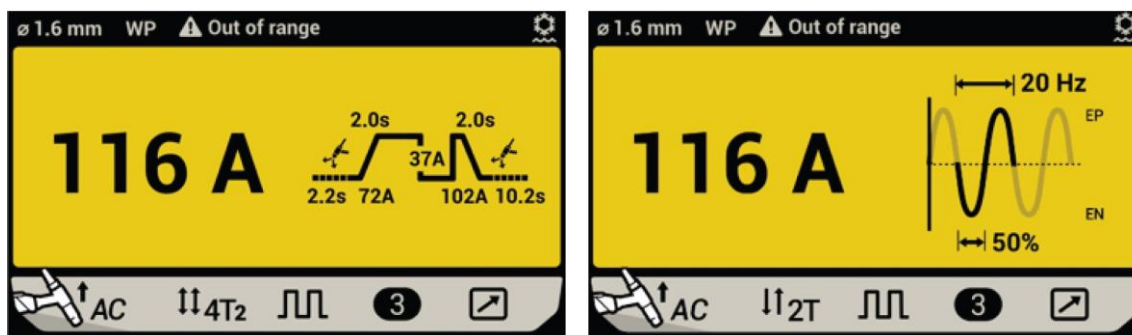 ⌀ 1.6 mm WP Out of range
116 A
2.0s 2.0s
37A
2.2s 72A 102A 10.2s
AC 4T2 3
⌀ 1.6 mm WP Out of range
116 A
20 Hz
EP
EN
50%
AC 2T 3